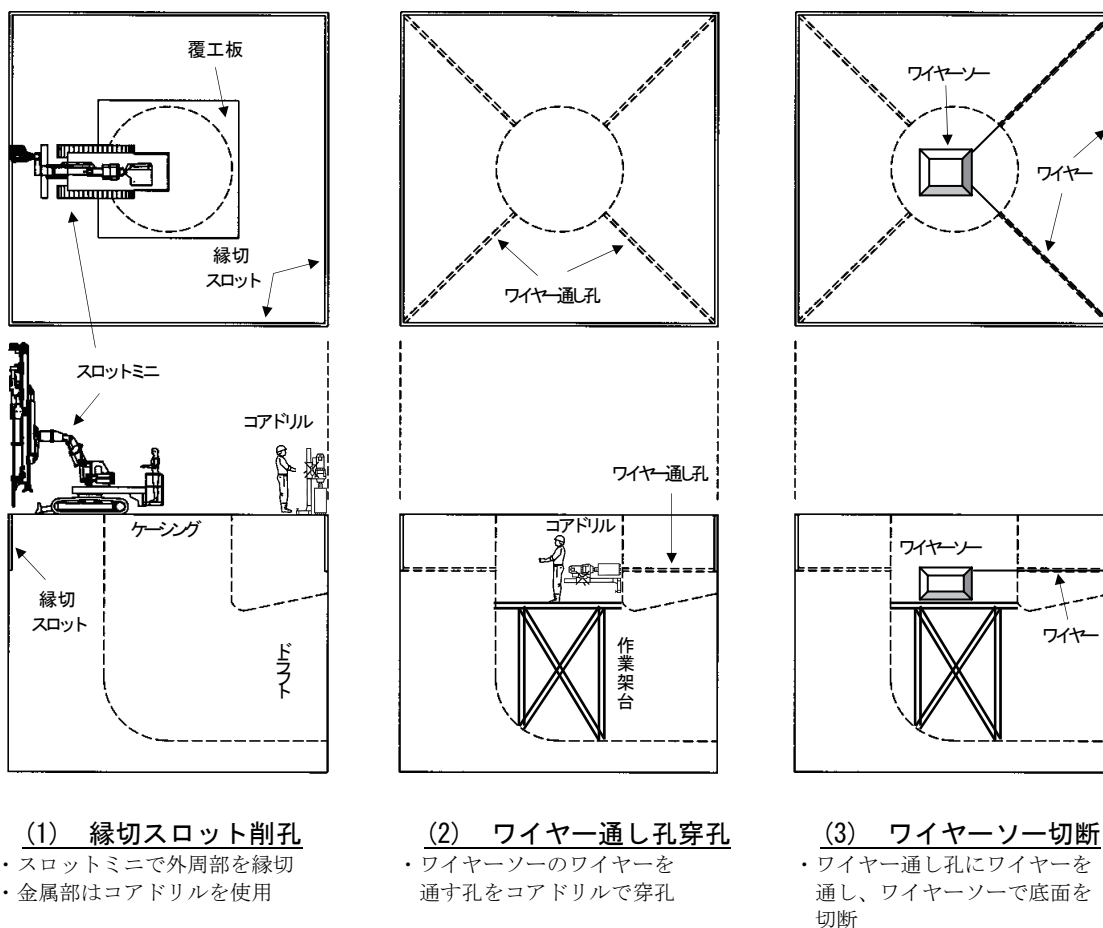 覆工板
縁切
スロット
スロットミニ
コアドリル
ケーシング
縁切
スロット
ドラフト
(1) 縁切スロット削孔
・スロットミニで外周部を縁切
・金属部はコアドリルを使用
ワイヤー通し孔
ワイヤー通し孔
コアドリル
作業架台
(2) ワイヤー通し孔穿孔
・ワイヤーソーのワイヤーを
通す孔をコアドリルで穿孔
ワイヤーソー
ワイヤー
ワイヤーソー
ワイヤー
(3) ワイヤーソー切断
・ワイヤー通し孔にワイヤーを
通し、ワイヤーソーで底面を
切断